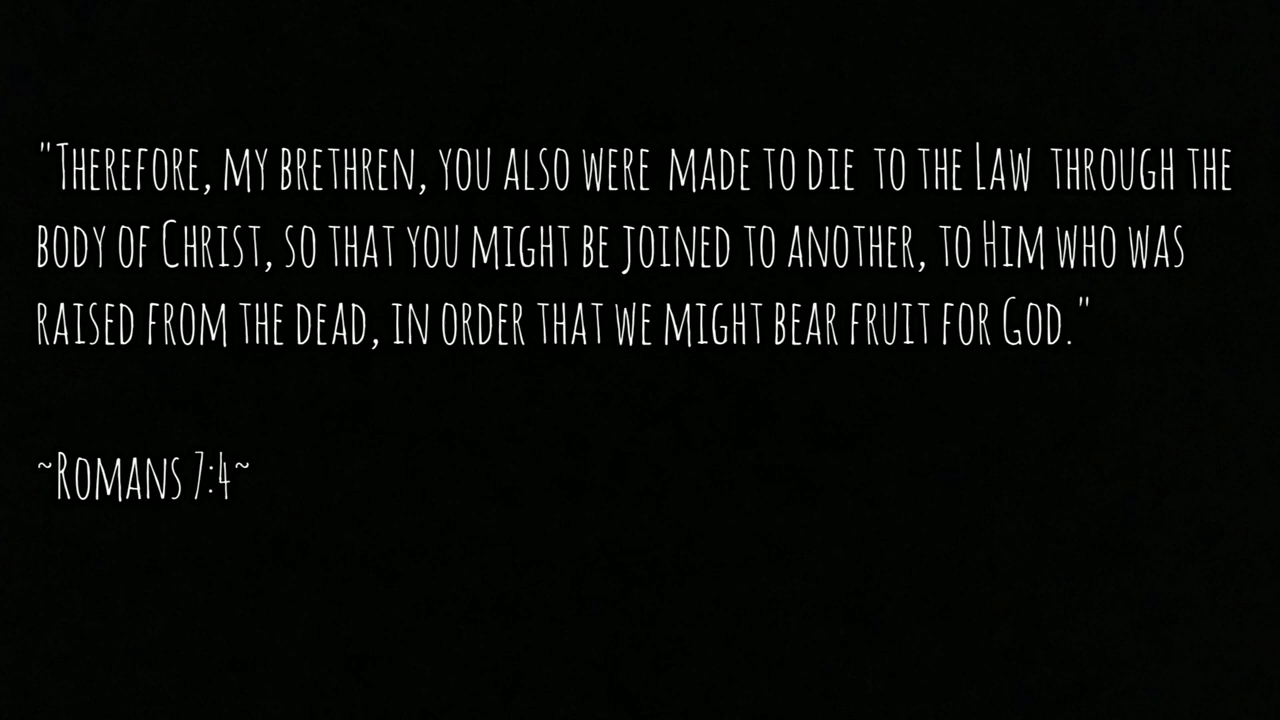 "Therefore, my brethren, you also were made to die to the Law through the
body of Christ, so that you might be joined to another, to Him who was
raised from the dead, in order that we might bear fruit for God."
~Romans 7:4~